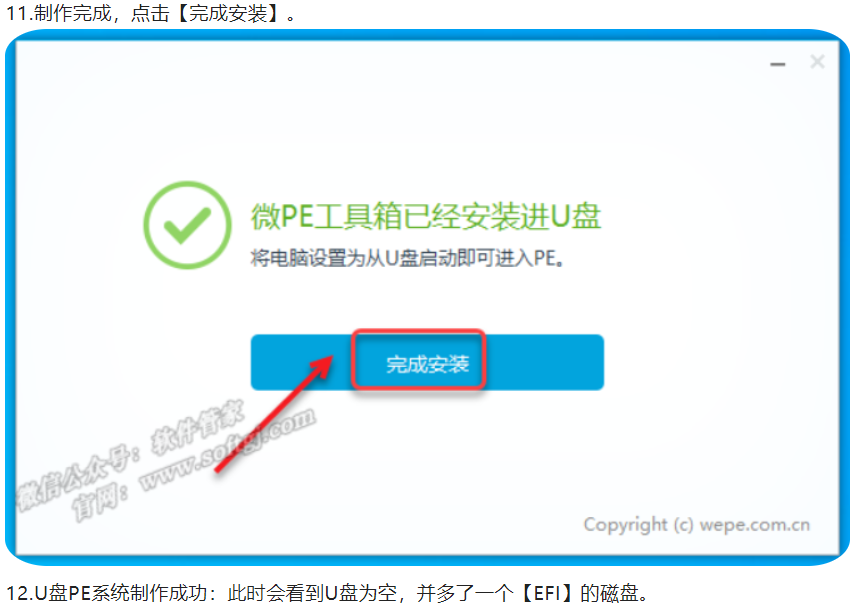 11.制作完成，点击【完成安装】。
微PE工具箱已经安装进U盘
将电脑设置为从U盘启动即可进入PE。
完成安装
微信公众号：软件管家
官网：www.softgj.com
Copyright (c) wepe.com.cn
12.U盘PE系统制作成功：此时会看到U盘为空，并多了一个【EFI】的磁盘。